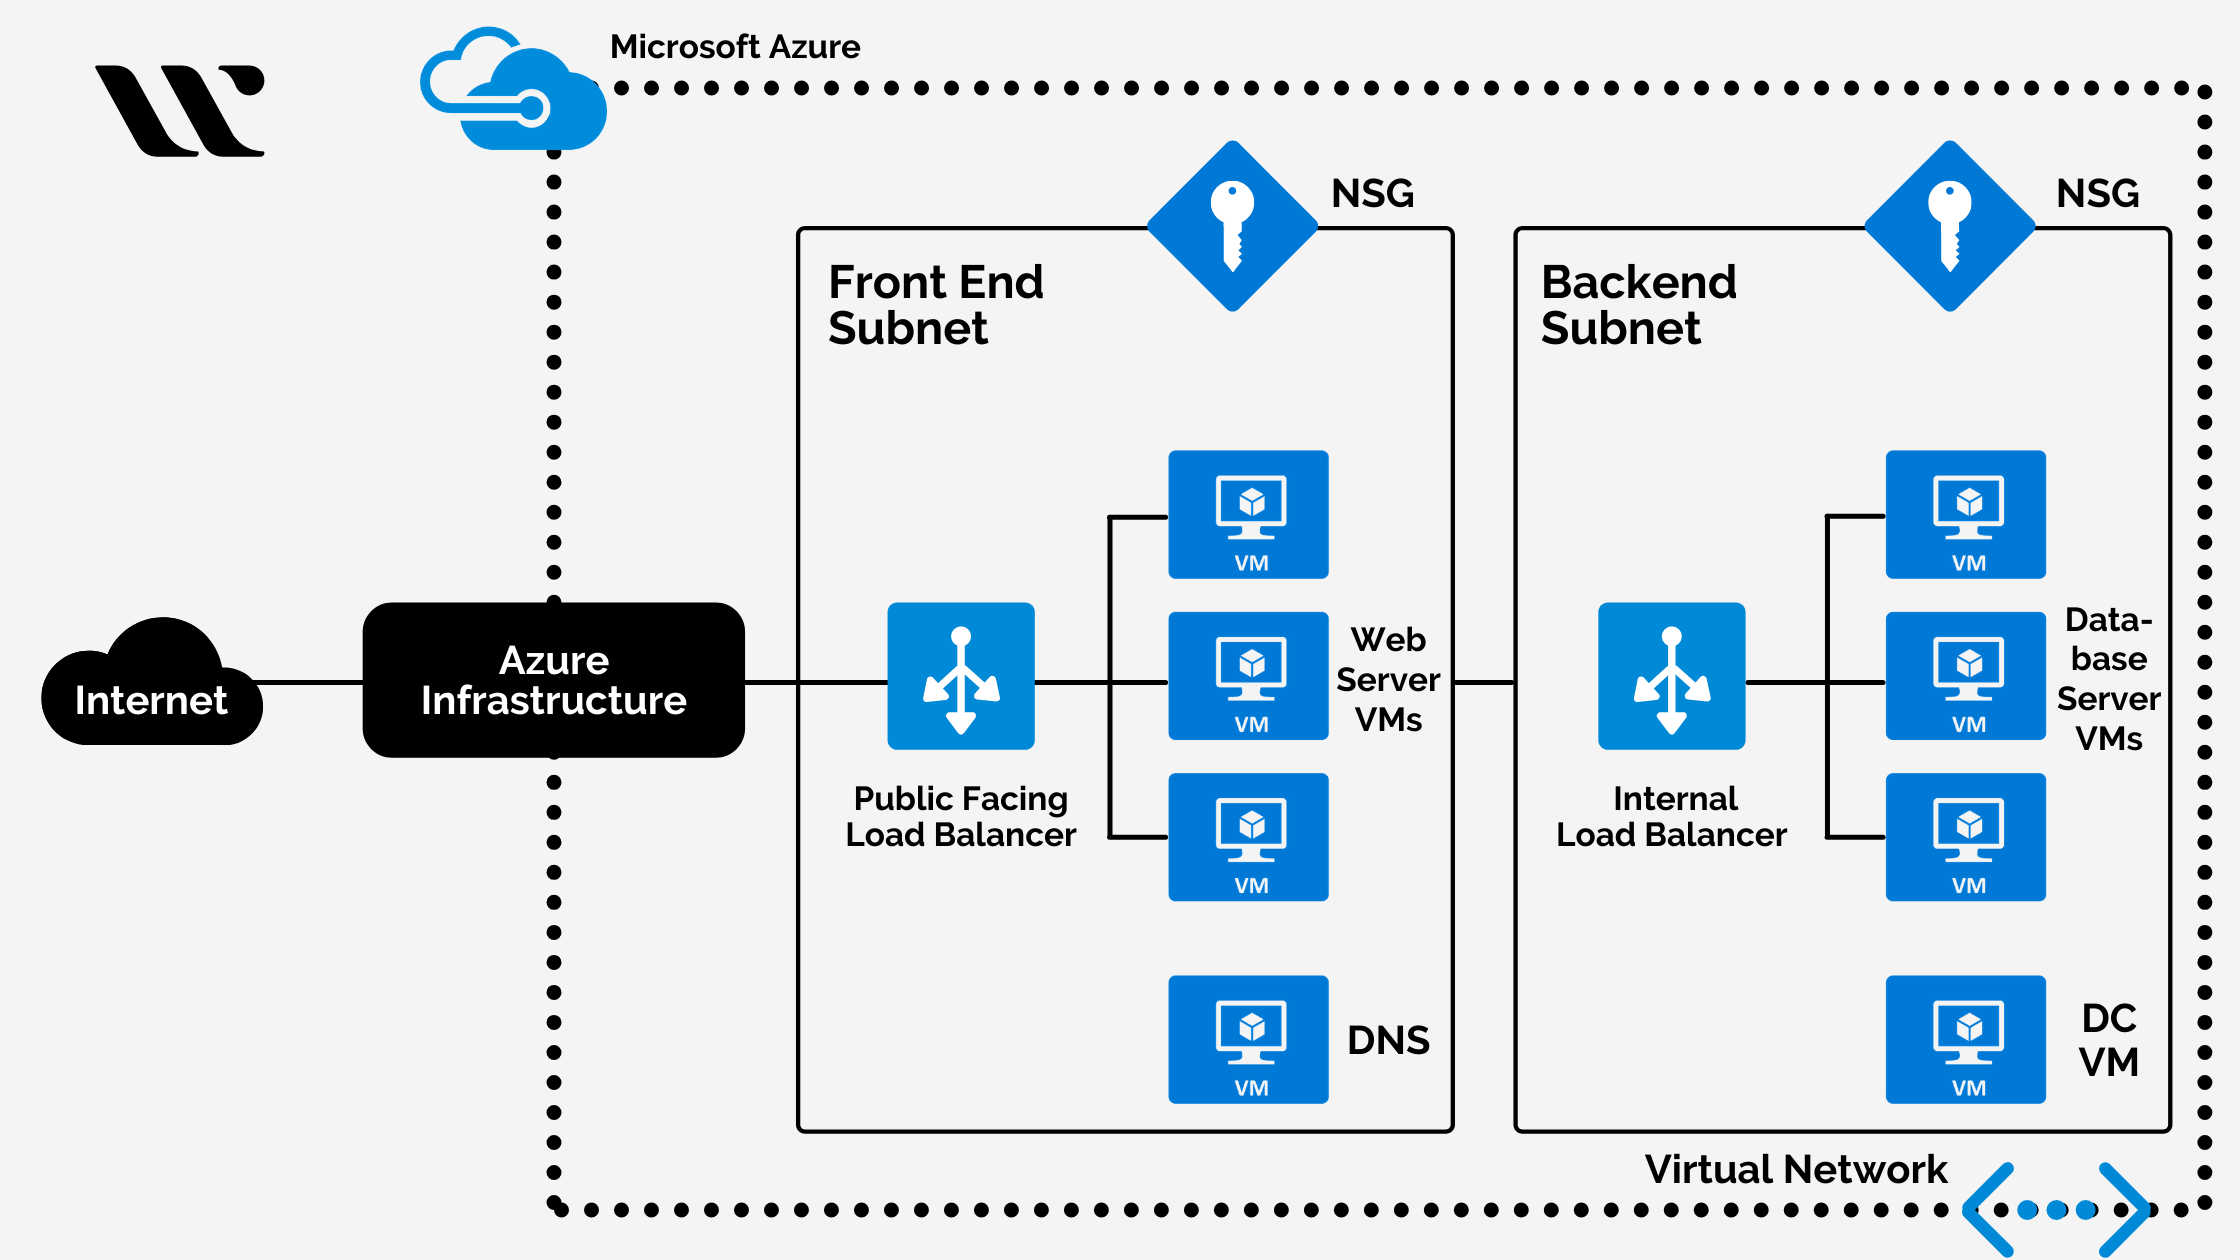 Microsoft Azure
NSG
NSG
Front End
Subnet
Backend
Subnet
VM
VM
VM
Web
Server
VMs
VM
VM
VM
Data-
base
Server
VMs
Internet
Azure
Infrastructure
Public Facing
Load Balancer
Internal
Load Balancer
VM
DNS
VM
DC
VM
Virtual Network